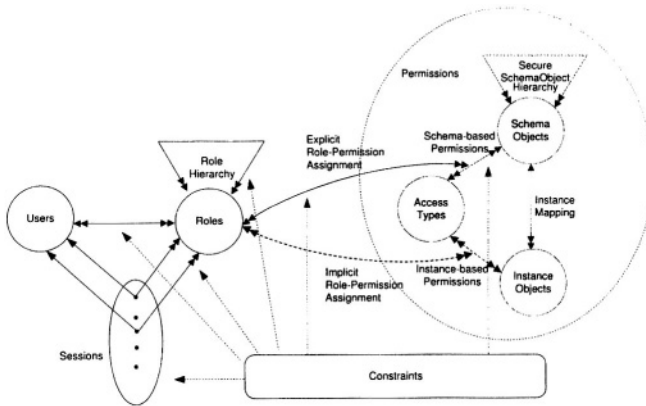 Permissions
Secure
SchemaObject
Hierarchy
Schema
Objects
Schema-based
Permissions
Explicit
Role-Permission
Assignment
Role
Hierarchy
Users
Roles
Access
Types
Instance
Mapping
Implicit
Role-Permission
Assignment
Instance-based
Permissions
Instance
Objects
Sessions
Constraints